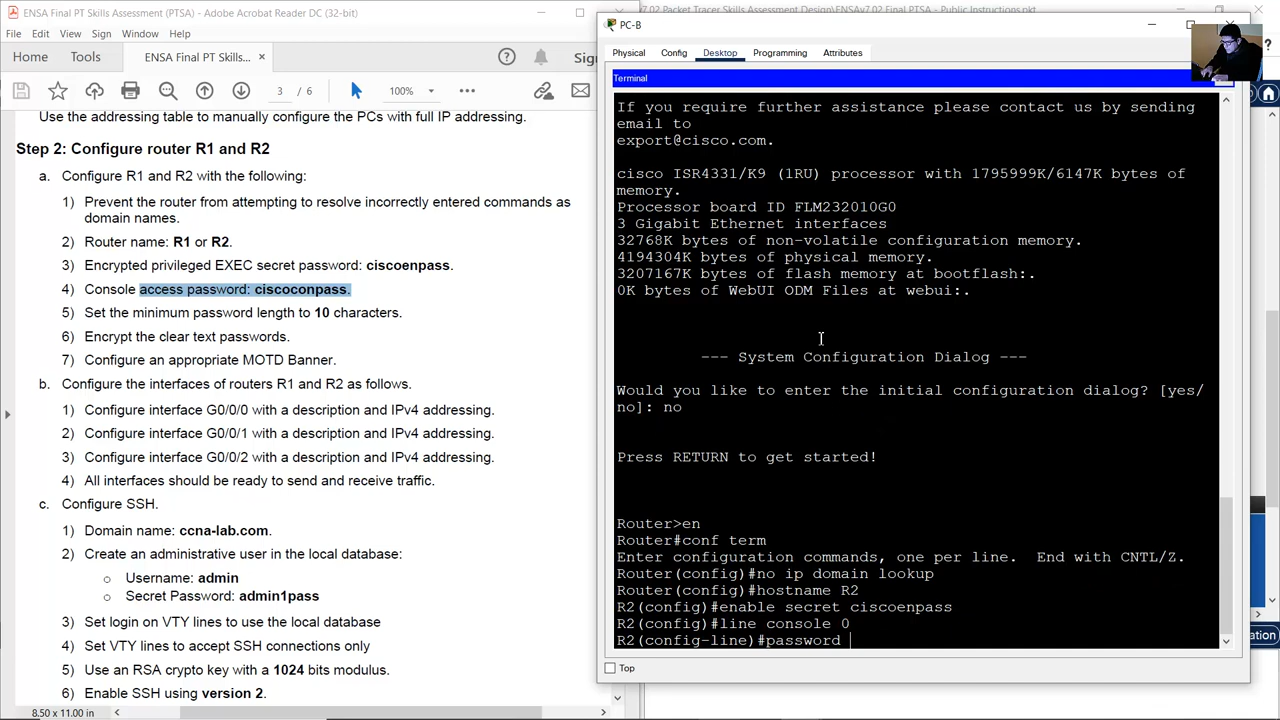 ENSA Final PT Skills Assessment (PTSA) - Adobe Acrobat Reader DC (32-bit)
File Edit View Sign Window Help
Home Tools ENSA Final PT Skills... × Sign
3 / 6 100%
Use the addressing table to manually configure the PCs with full IP addressing.
Step 2: Configure router R1 and R2
a. Configure R1 and R2 with the following:
1) Prevent the router from attempting to resolve incorrectly entered commands as
domain names.
2) Router name: R1 or R2.
3) Encrypted privileged EXEC secret password: ciscoenpass.
4) Console access password: ciscoconpass.
5) Set the minimum password length to 10 characters.
6) Encrypt the clear text passwords.
7) Configure an appropriate MOTD Banner.
b. Configure the interfaces of routers R1 and R2 as follows.
1) Configure interface G0/0/0 with a description and IPv4 addressing.
2) Configure interface G0/0/1 with a description and IPv4 addressing.
3) Configure interface G0/0/2 with a description and IPv4 addressing.
4) All interfaces should be ready to send and receive traffic.
c. Configure SSH.
1) Domain name: ccna-lab.com.
2) Create an administrative user in the local database:
o Username: admin
o Secret Password: admin1pass
3) Set login on VTY lines to use the local database
4) Set VTY lines to accept SSH connections only
5) Use an RSA crypto key with a 1024 bits modulus.
6) Enable SSH using version 2.
8.50 x 11.00 in
v7.02 Packet Tracer Skills Assessment Design\ENSAv7.02 Final PTSA - Public Instructions.pkt
PC-B
Physical Config Desktop Programming Attributes
Terminal
If you require further assistance please contact us by sending
email to
export@cisco.com.
cisco ISR4331/K9 (1RU) processor with 1795999K/6147K bytes of
memory.
Processor board ID FLM232010G0
3 Gigabit Ethernet interfaces
32768K bytes of non-volatile configuration memory.
4194304K bytes of physical memory.
3207167K bytes of flash memory at bootflash:.
0K bytes of WebUI ODM Files at webui:.
--- System Configuration Dialog ---
Would you like to enter the initial configuration dialog? [yes/
no]: no
Press RETURN to get started!
Router>en
Router#conf term
Enter configuration commands, one per line. End with CNTL/Z.
Router(config)#no ip domain lookup
Router(config)#hostname R2
R2(config)#enable secret ciscoenpass
R2(config)#line console 0
R2(config-line)#password
Top